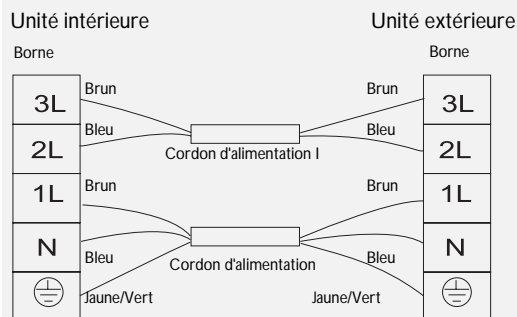 Unité intérieure Unité extérieure
Borne Borne
Brun Brun
3L 3L
Bleu Bleu
2L Cordon d'alimentation I 2L
Brun Brun
1L 1L
N N
Bleu Cordon d'alimentation Bleu
Jaune/Vert Jaune/Vert